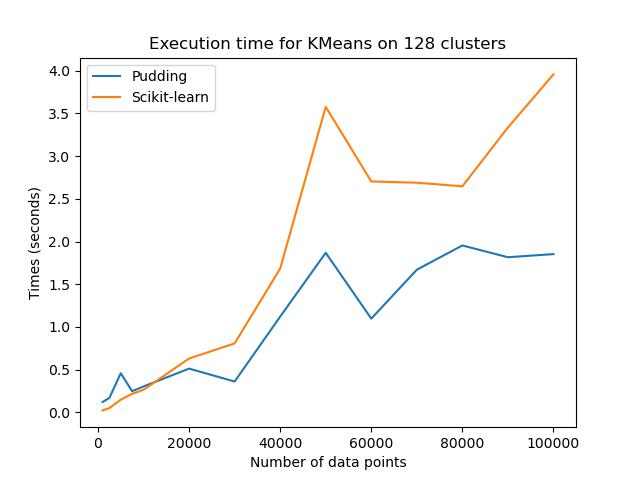 Execution time for KMeans on 128 clusters
Pudding
Scikit-learn
Times (seconds)
4.0
3.5
3.0
2.5
2.0
1.5
1.0
0.5
0.0
0 20000 40000 60000 80000 100000
Number of data points